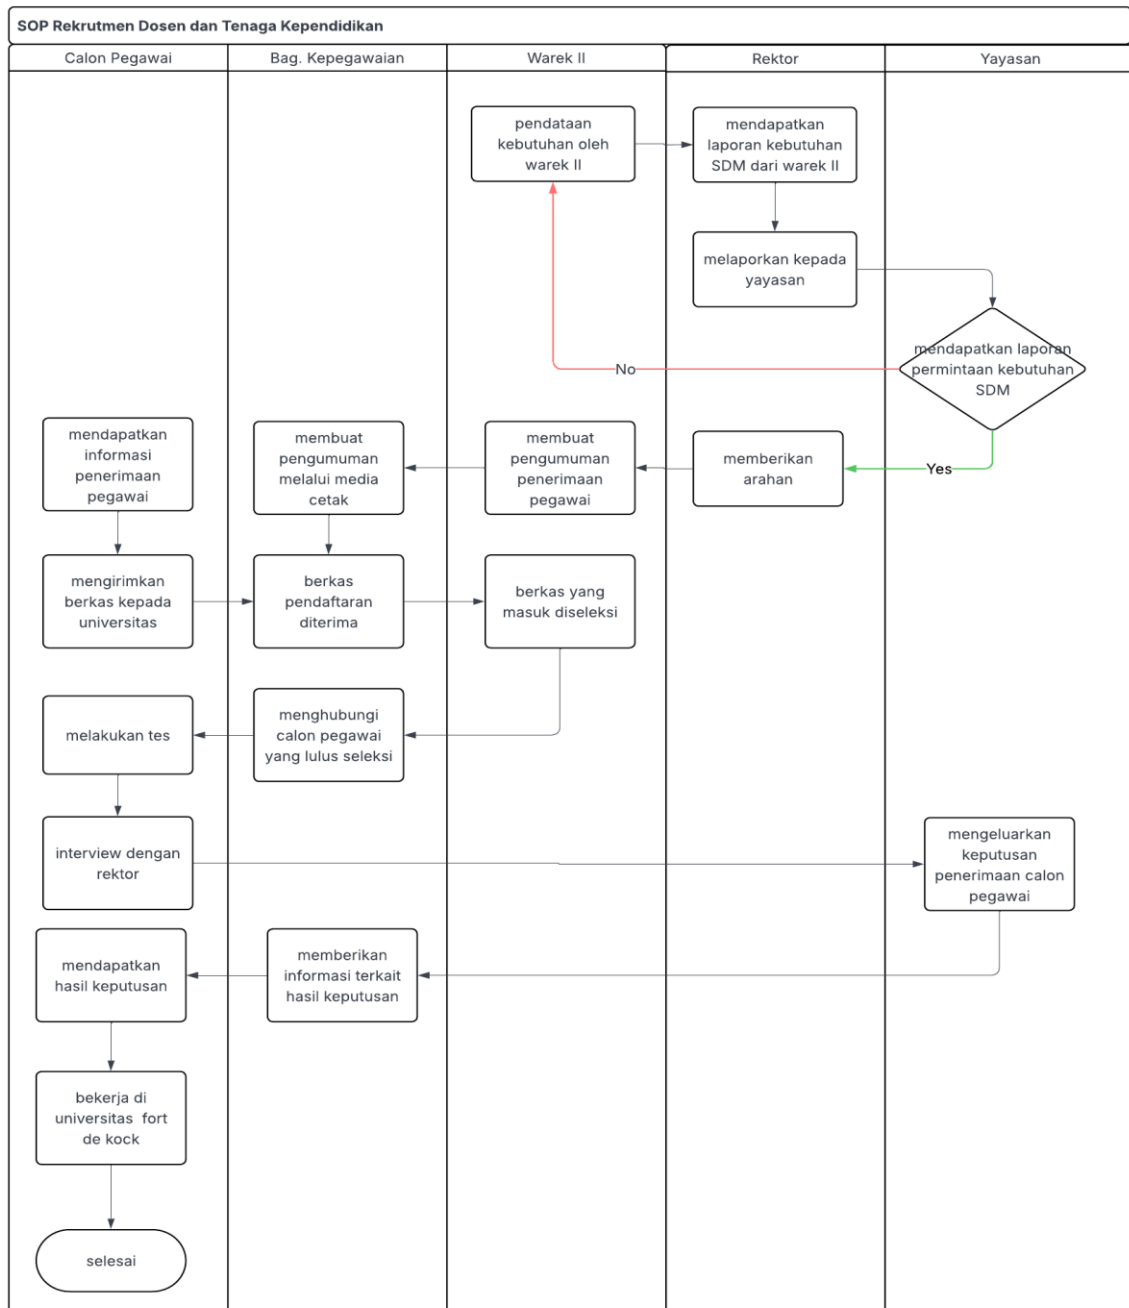 SOP Rekrutmen Dosen dan Tenaga Kependidikan
Calon Pegawai
Bag. Kepegawaian
Warek II
Rektor
Yayasan
pendataan
kebutuhan oleh
warek II
mendapatkan
laporan kebutuhan
SDM dari warek II
melaporkan kepada
yayasan
mendapatkan laporan
permintaan kebutuhan
SDM
No
Yes
mendapatkan
informasi
penerimaan
pegawai
membuat
pengumuman
melalui media
cetak
membuat
pengumuman
penerimaan
pegawai
memberikan
arahan
mengirimkan
berkas kepada
universitas
berkas
pendaftaran
diterima
berkas yang
masuk diseleksi
melakukan tes
menghubungi
calon pegawai
yang lulus seleksi
interview dengan
rektor
mengeluarkan
keputusan
penerimaan calon
pegawai
mendapatkan
hasil keputusan
memberikan
informasi terkait
hasil keputusan
bekerja di
universitas fort
de kock
selesai